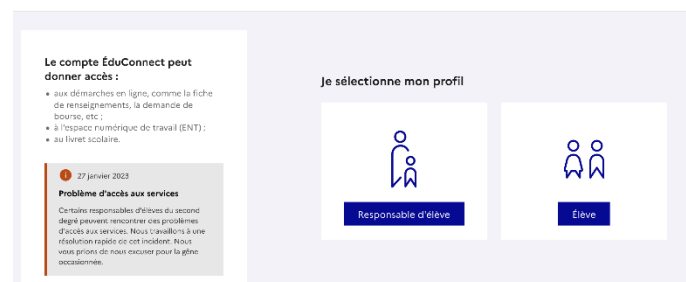 Le compte ÉduConnect peut
donner accès :
• aux démarches en ligne, comme la fiche
de renseignements, la demande de
bourse, etc ;
• à l'espace numérique de travail (ENT) ;
• au livret scolaire.
27 janvier 2023
Problème d'accès aux services
Certains responsables d'élèves du second
degré peuvent rencontrer ces problèmes
d'accès aux services. Nous travaillons à une
résolution rapide de cet incident. Nous
vous prions de nous excuser pour la gêne
occasionnée.
Je sélectionne mon profil
Responsable d'élève
Élève